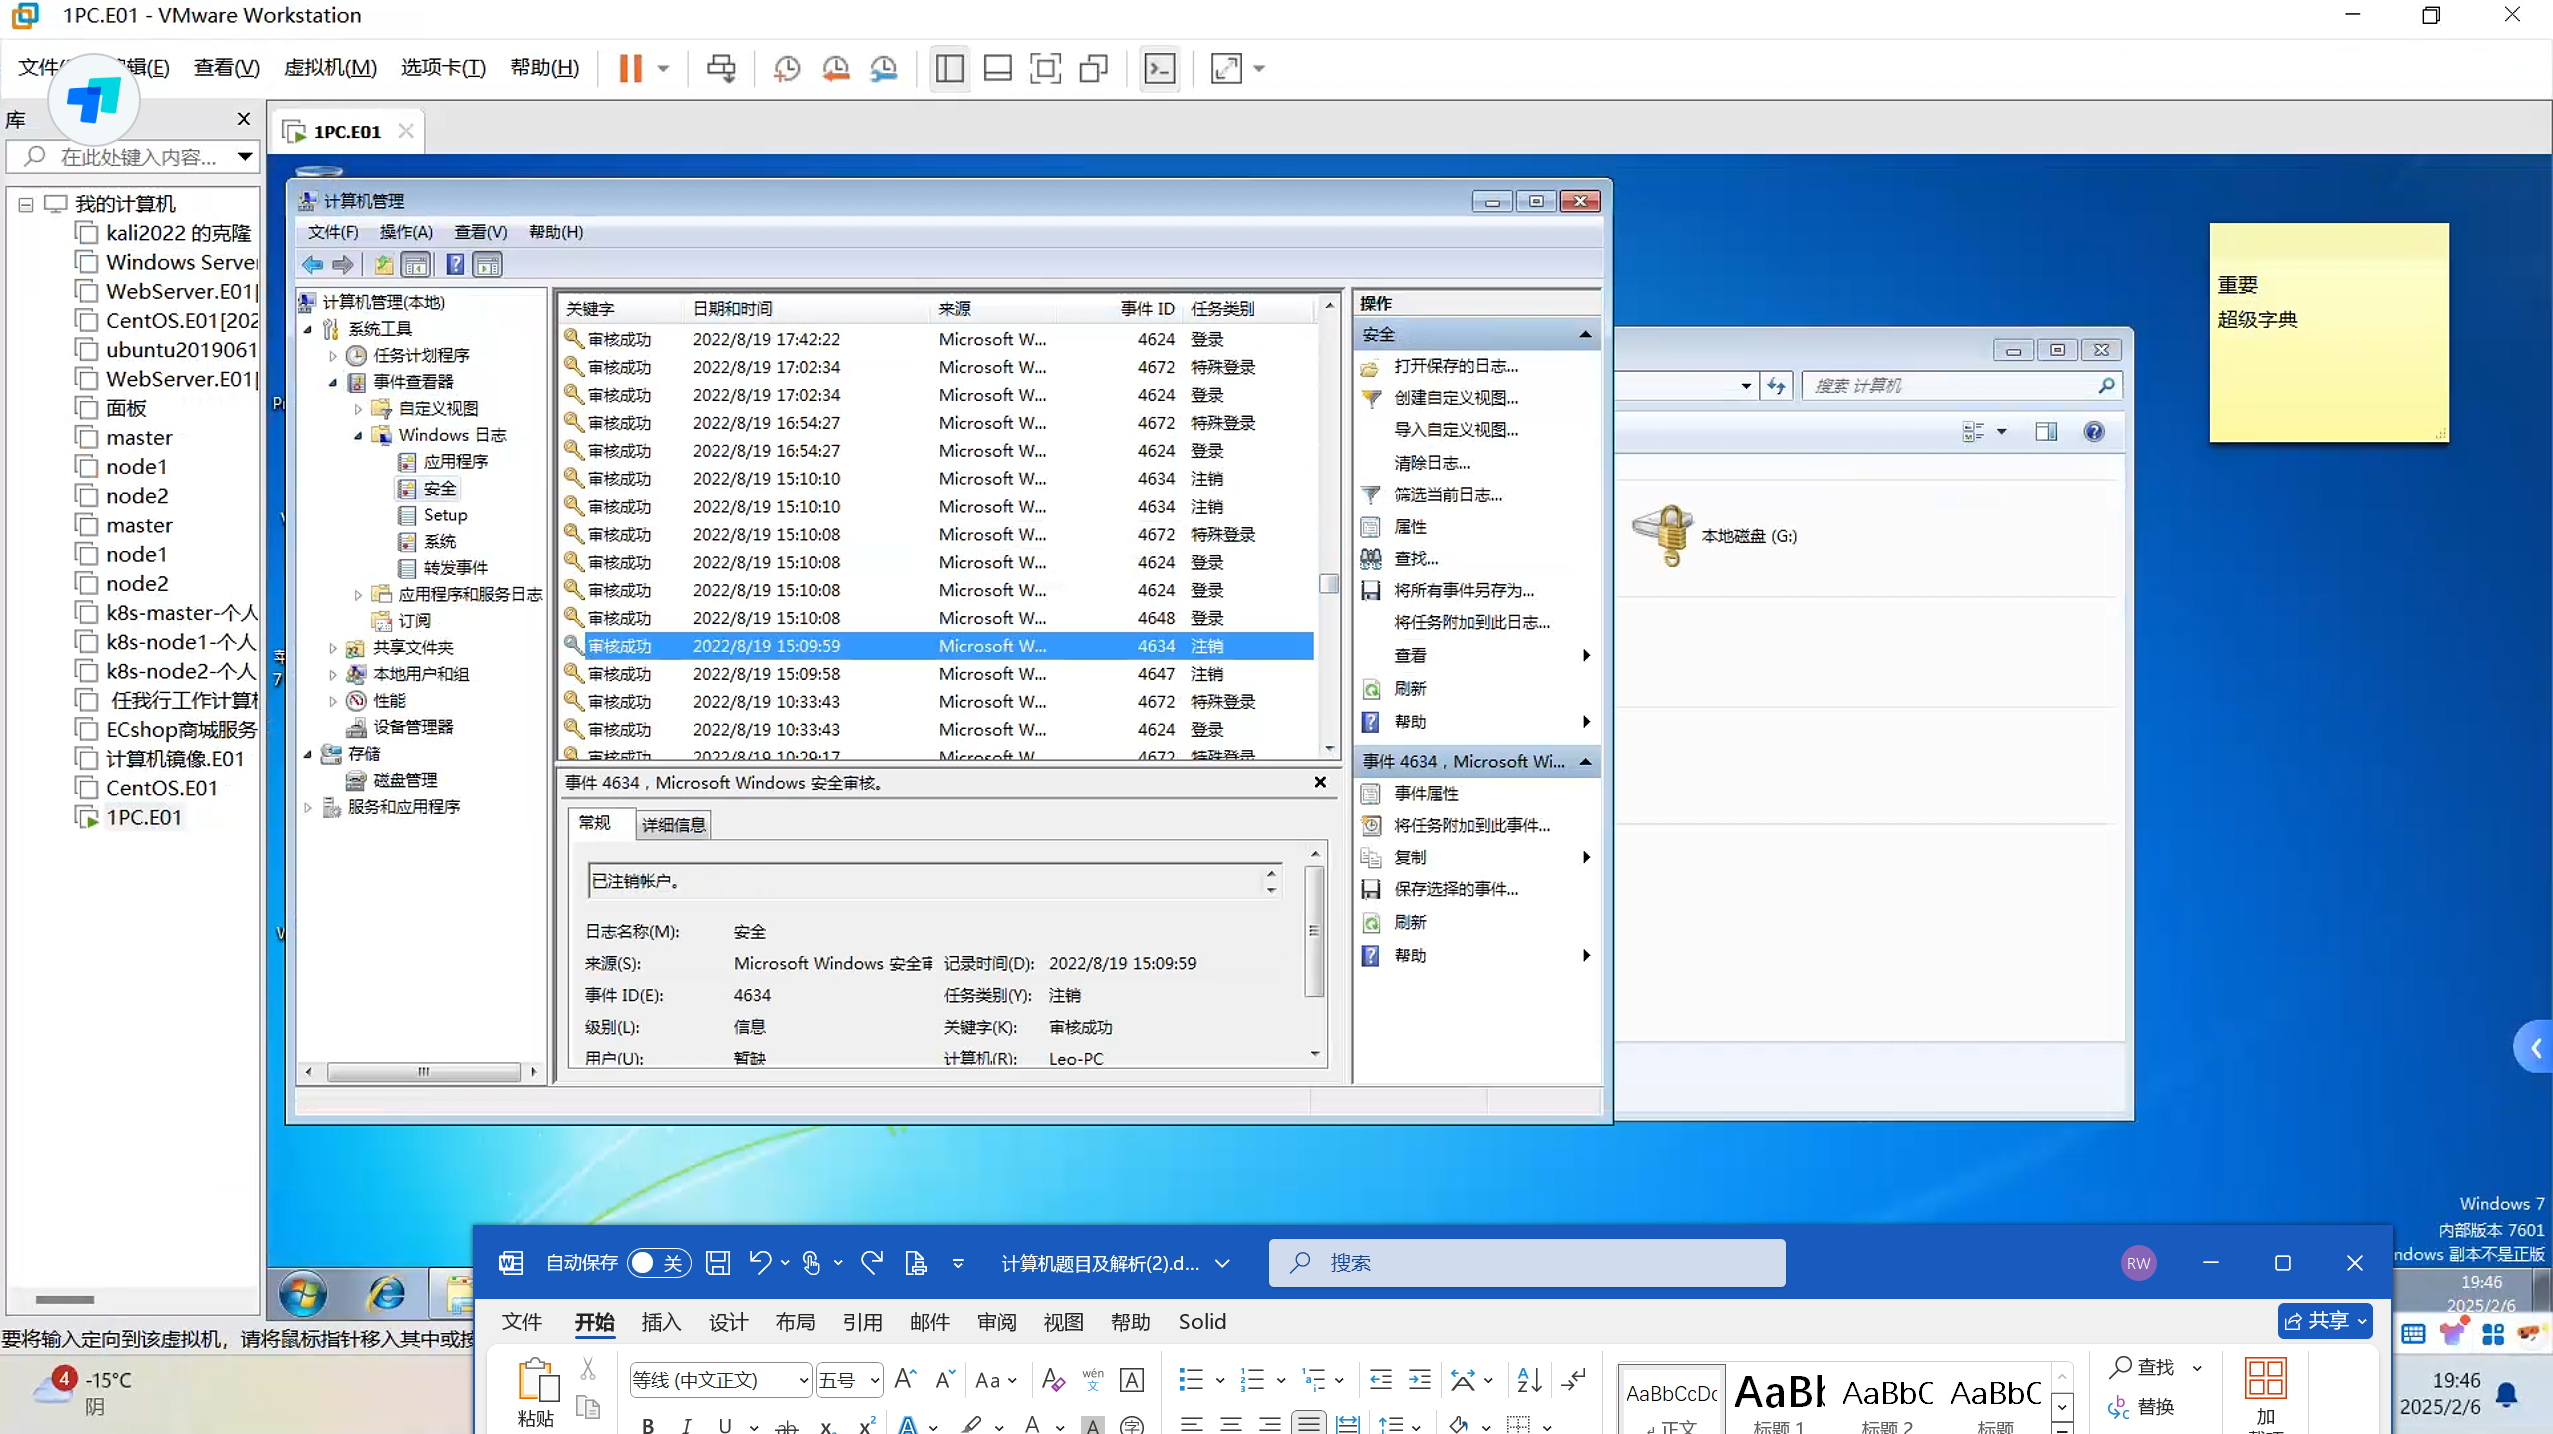 1PC.E01 - VMware Workstation
文件( 编辑(E) 查看(V) 虚拟机(M) 选项卡(T) 帮助(H)
库
1PC.E01
在此处键入内容...
我的计算机
kali2022 的克隆
Windows Server
WebServer.E01[
CentOS.E01[202
ubuntu2019061
WebServer.E01[
面板
master
node1
node2
master
node1
node2
k8s-master-个人
k8s-node1-个人
k8s-node2-个人
任我行工作计算机
ECshop商城服务
计算机镜像.E01
CentOS.E01
1PC.E01
计算机管理
文件(F) 操作(A) 查看(V) 帮助(H)
计算机管理(本地)
系统工具
任务计划程序
事件查看器
自定义视图
Windows 日志
应用程序
安全
Setup
系统
转发事件
应用程序和服务日志
订阅
共享文件夹
本地用户和组
性能
设备管理器
存储
磁盘管理
服务和应用程序
关键字 日期和时间 来源 事件 ID 任务类别
审核成功 2022/8/19 17:42:22 Microsoft W... 4624 登录
审核成功 2022/8/19 17:02:34 Microsoft W... 4672 特殊登录
审核成功 2022/8/19 17:02:34 Microsoft W... 4624 登录
审核成功 2022/8/19 16:54:27 Microsoft W... 4672 特殊登录
审核成功 2022/8/19 16:54:27 Microsoft W... 4624 登录
审核成功 2022/8/19 15:10:10 Microsoft W... 4634 注销
审核成功 2022/8/19 15:10:10 Microsoft W... 4634 注销
审核成功 2022/8/19 15:10:08 Microsoft W... 4672 特殊登录
审核成功 2022/8/19 15:10:08 Microsoft W... 4624 登录
审核成功 2022/8/19 15:10:08 Microsoft W... 4624 登录
审核成功 2022/8/19 15:10:08 Microsoft W... 4648 登录
审核成功 2022/8/19 15:09:59 Microsoft W... 4634 注销
审核成功 2022/8/19 15:09:58 Microsoft W... 4647 注销
审核成功 2022/8/19 10:33:43 Microsoft W... 4672 特殊登录
审核成功 2022/8/19 10:33:43 Microsoft W... 4624 登录
审核成功 2022/8/19 10:29:17 Microsoft W... 4672 特殊登录
事件 4634，Microsoft Windows 安全审核。
常规 详细信息
已注销帐户。
日志名称(M): 安全
来源(S): Microsoft Windows 安全审 记录时间(D): 2022/8/19 15:09:59
事件 ID(E): 4634 任务类别(Y): 注销
级别(L): 信息 关键字(K): 审核成功
用户(U): 暂缺 计算机(R): Leo-PC
操作
安全
打开保存的日志...
创建自定义视图...
导入自定义视图...
清除日志...
筛选当前日志...
属性
查找...
将所有事件另存为...
将任务附加到此日志...
查看
刷新
帮助
事件 4634，Microsoft Wi...
事件属性
将任务附加到此事件...
复制
保存选择的事件...
刷新
帮助
搜索 计算机
本地磁盘 (G:)
重要
超级字典
Windows 7
内部版本 7601
ndows 副本不是正版
19:46
2025/2/6
要将输入定向到该虚拟机，请将鼠标指针移入其中或按
自动保存 关 计算机题目及解析(2).d... 搜索 RW
文件 开始 插入 设计 布局 引用 邮件 审阅 视图 帮助 Solid 共享
粘贴
等线 (中文正文) 五号
AaBbCcDc AaBl AaBbC AaBbC
正文 标题 1 标题 2 标题
查找
替换
加
4
-15°C
阴
19:46
2025/2/6